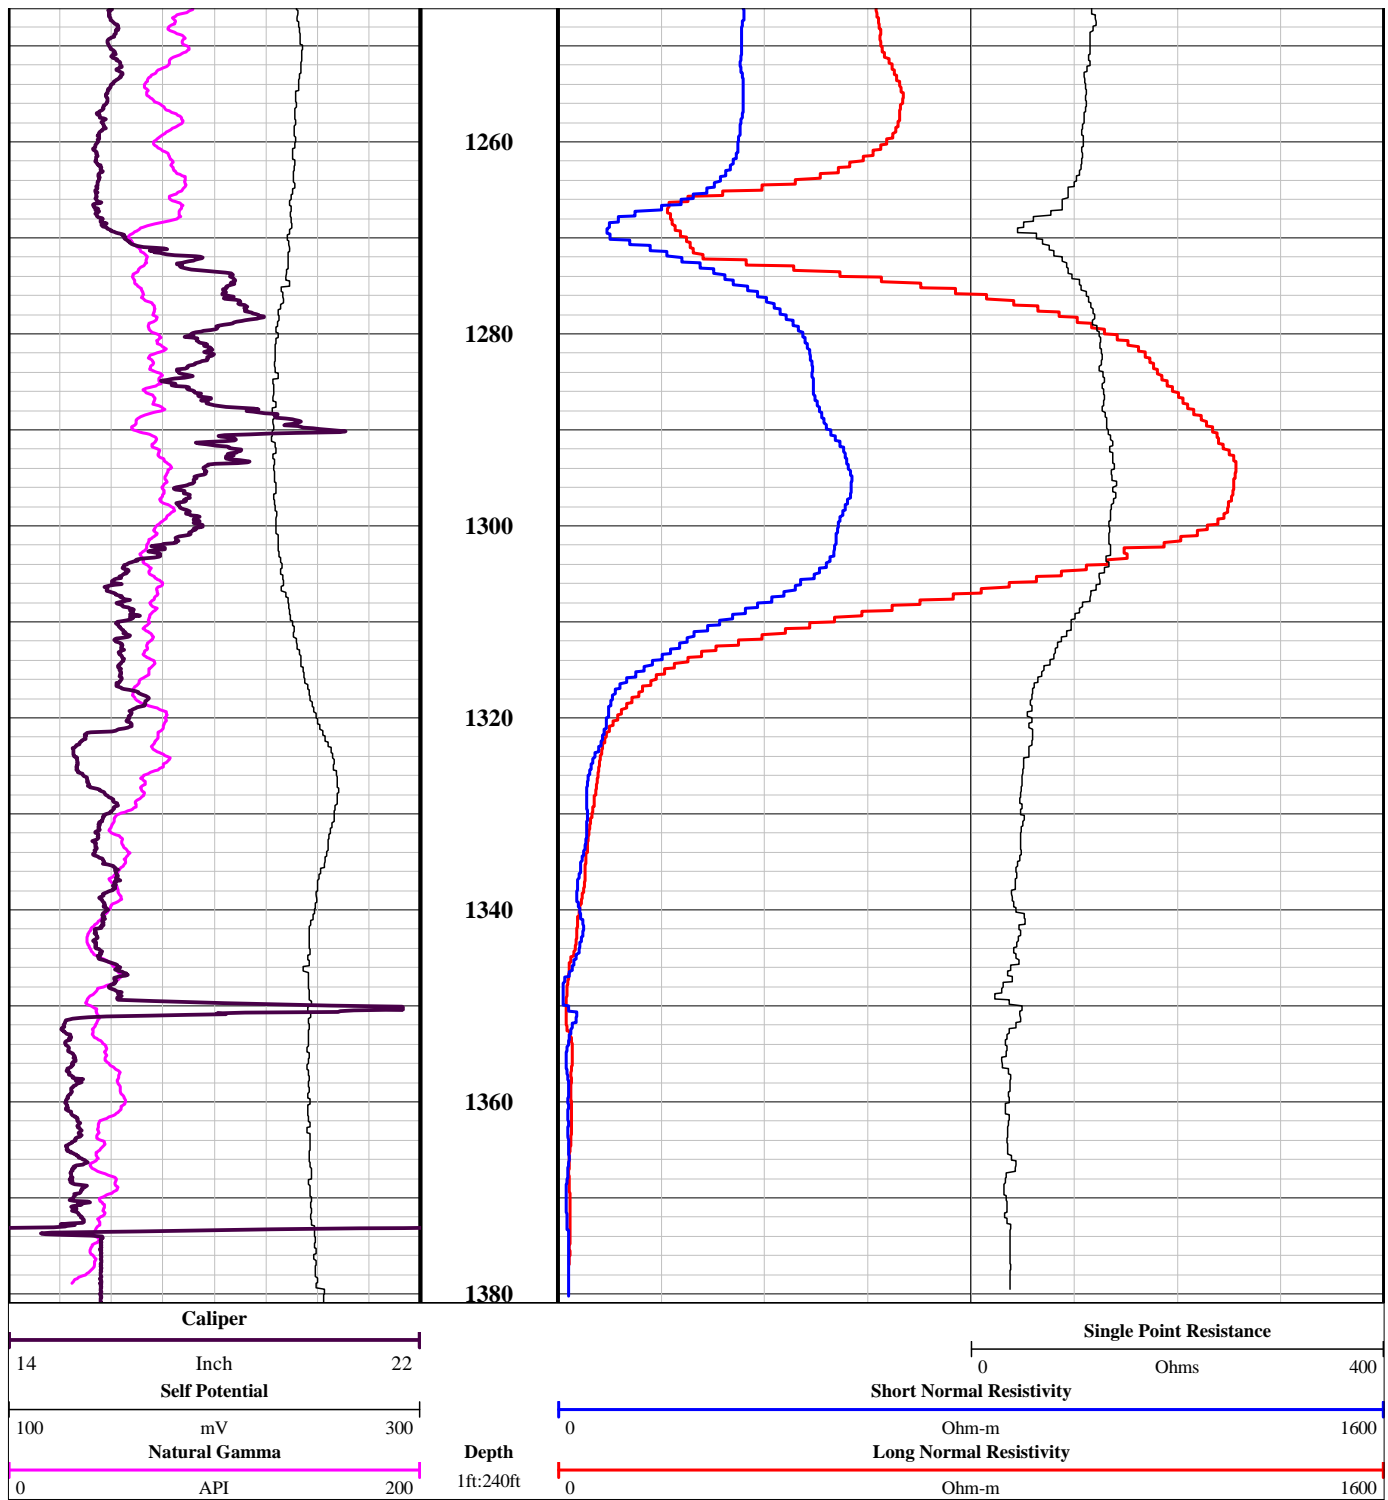 1260
1280
1300
1320
1340
1360
1380
Caliper
14 Inch 22
Self Potential
100 mV 300
Natural Gamma
0 API 200
Depth
1ft:240ft
Single Point Resistance
0 Ohms 400
Short Normal Resistivity
0 Ohm-m 1600
Long Normal Resistivity
0 Ohm-m 1600